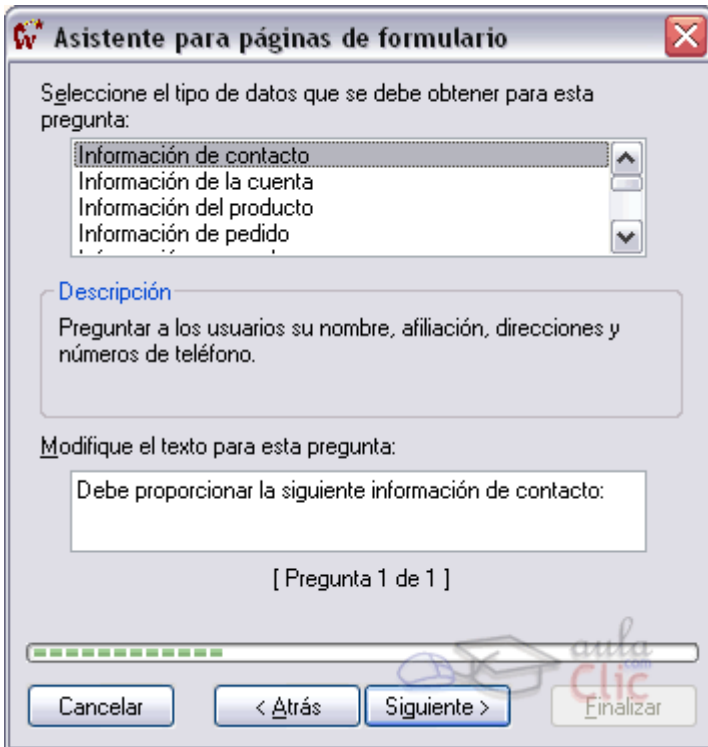 Asistente para páginas de formulario
Seleccione el tipo de datos que se debe obtener para esta
pregunta:
Información de contacto
Información de la cuenta
Información del producto
Información de pedido
Descripción
Preguntar a los usuarios su nombre, afiliación, direcciones y
números de teléfono.
Modifique el texto para esta pregunta:
Debe proporcionar la siguiente información de contacto:
[ Pregunta 1 de 1 ]
aula
Clic
.com
Cancelar
< Atrás
Siguiente >
Finalizar